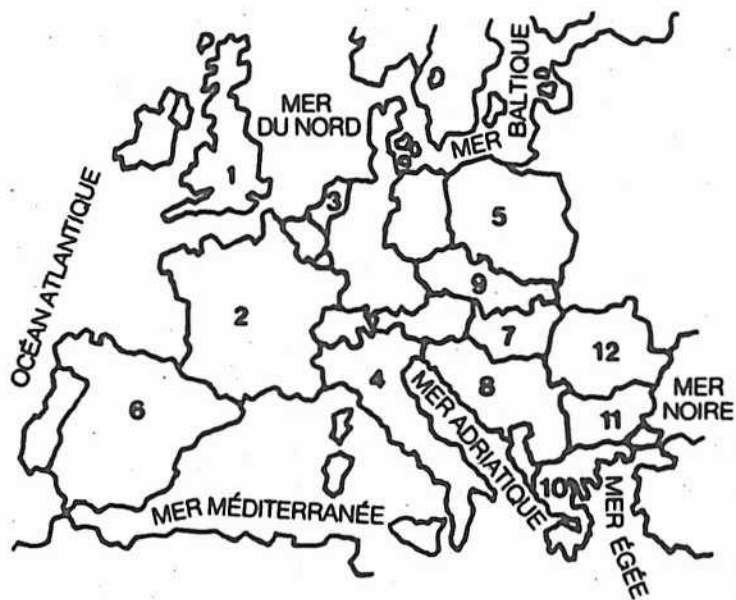 MER
DU NORD
MER
BALTIQUE
OCÉAN ATLANTIQUE
1
3
5
2
9
7
12
4
8
6
11
10
MER
NOIRE
MER ADRIATIQUE
MER MÉDITERRANÉE
MER ÉGÉE